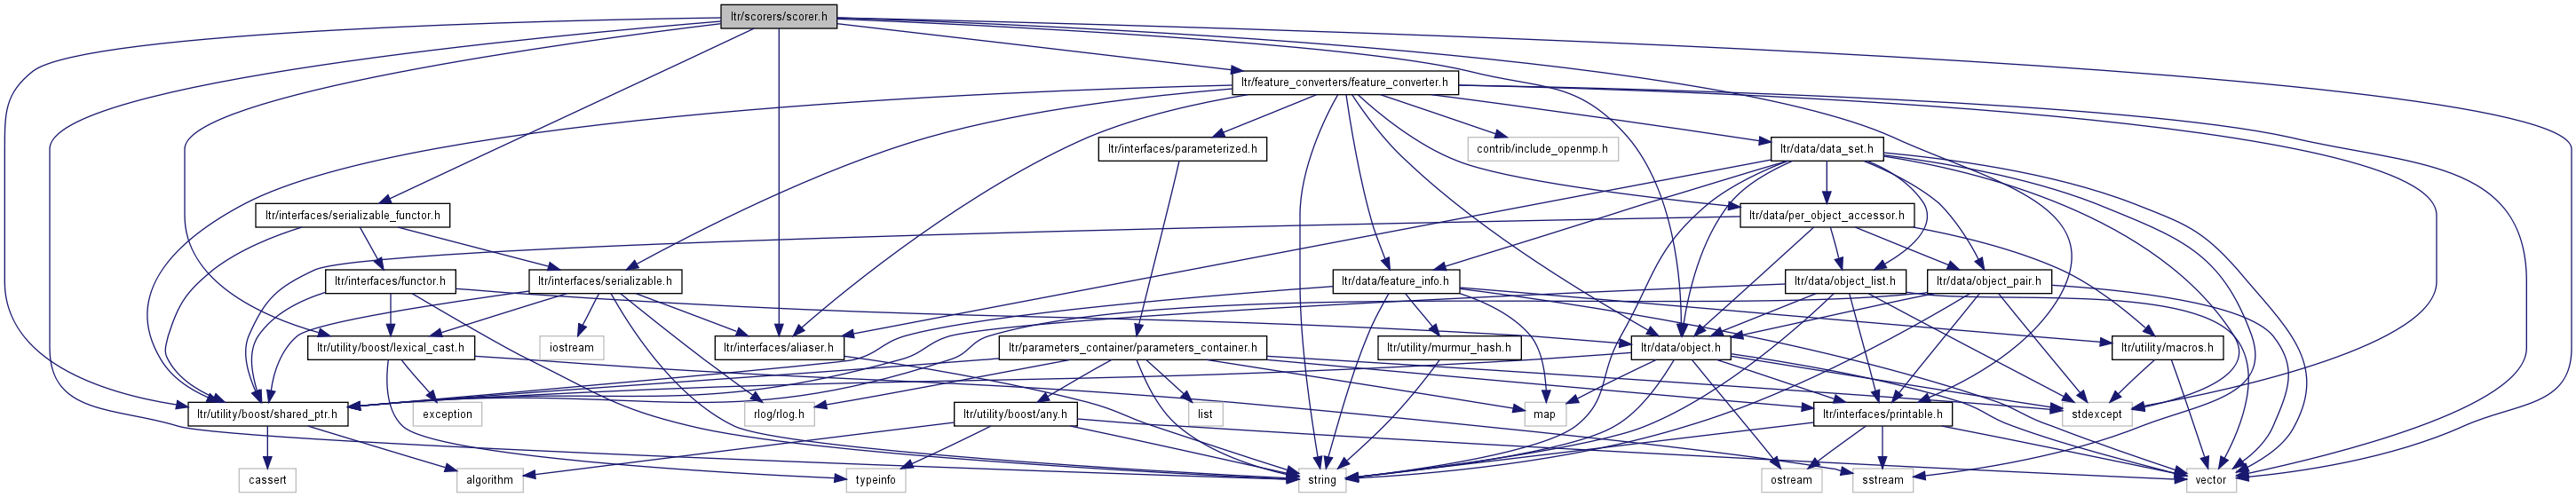 ltr/scorers/scorer.h
ltr/feature_converters/feature_converter.h
ltr/interfaces/parameterized.h
contrib/include_openmp.h
ltr/data/data_set.h
ltr/interfaces/serializable_functor.h
ltr/data/per_object_accessor.h
ltr/interfaces/functor.h
ltr/interfaces/serializable.h
ltr/data/feature_info.h
ltr/data/object_list.h
ltr/data/object_pair.h
ltr/utility/boost/lexical_cast.h
iostream
ltr/interfaces/aliaser.h
ltr/parameters_container/parameters_container.h
ltr/utility/murmur_hash.h
ltr/data/object.h
ltr/utility/macros.h
ltr/utility/boost/shared_ptr.h
exception
rlog/rlog.h
ltr/utility/boost/any.h
list
map
ltr/interfaces/printable.h
stdexcept
cassert
algorithm
typeinfo
string
ostream
sstream
vector